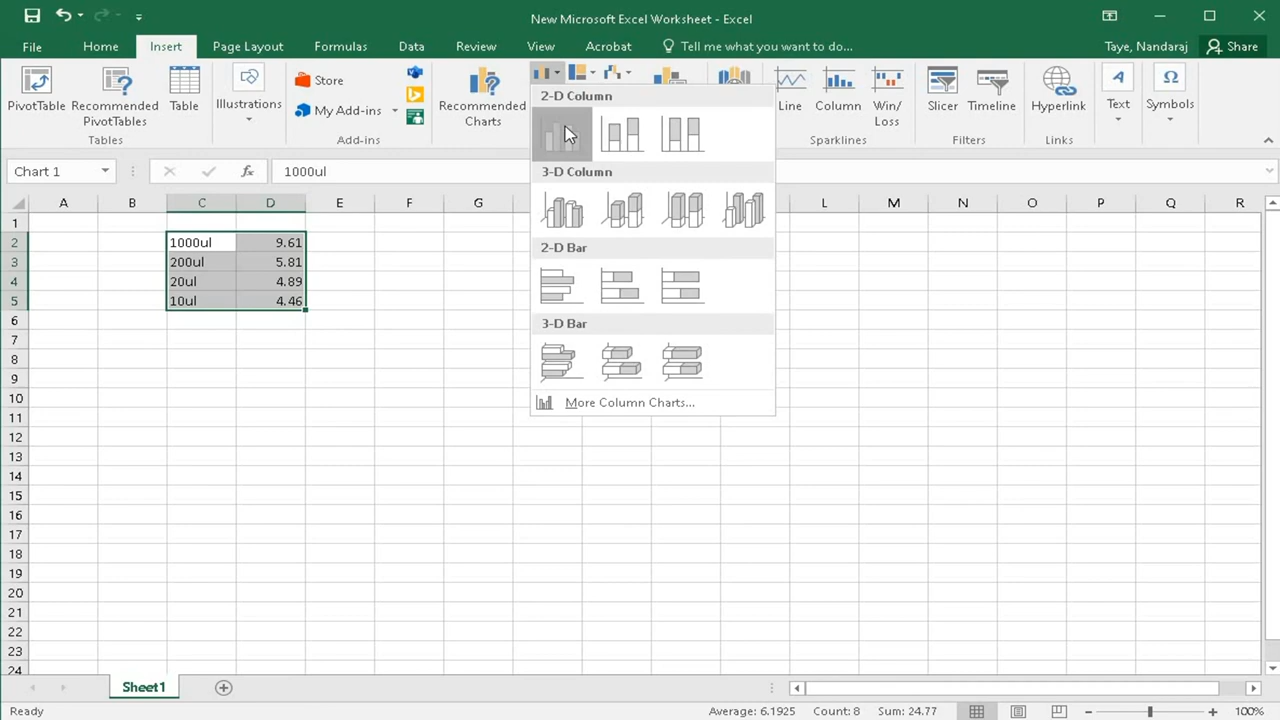 New Microsoft Excel Worksheet - Excel
File Home Insert Page Layout Formulas Data Review View Acrobat Tell me what you want to do... Taye, Nandaraj Share
PivotTable Recommended PivotTables Table Illustrations Store My Add-ins Recommended Charts Line Column Win/Loss Slicer Timeline Hyperlink Text Symbols
Tables Add-ins Sparklines Filters Links
2-D Column
3-D Column
2-D Bar
3-D Bar
More Column Charts...
Chart 1 fx 1000ul
A B C D E F G L M N O P Q R
1
2 1000ul 9.61
3 200ul 5.81
4 20ul 4.89
5 10ul 4.46
6
7
8
9
10
11
12
13
14
15
16
17
18
19
20
21
22
23
24
Sheet1
Ready Average: 6.1925 Count: 8 Sum: 24.77 100%